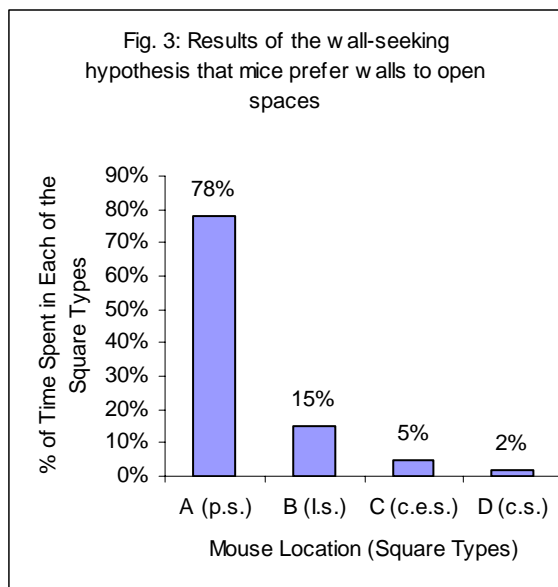 Fig. 3: Results of the wall-seeking
hypothesis that mice prefer walls to open
spaces
% of Time Spent in Each of the
Square Types
90%
80%
70%
60%
50%
40%
30%
20%
10%
0%
78%
15%
5%
2%
A (p.s.) B (l.s.) C (c.e.s.) D (c.s.)
Mouse Location (Square Types)